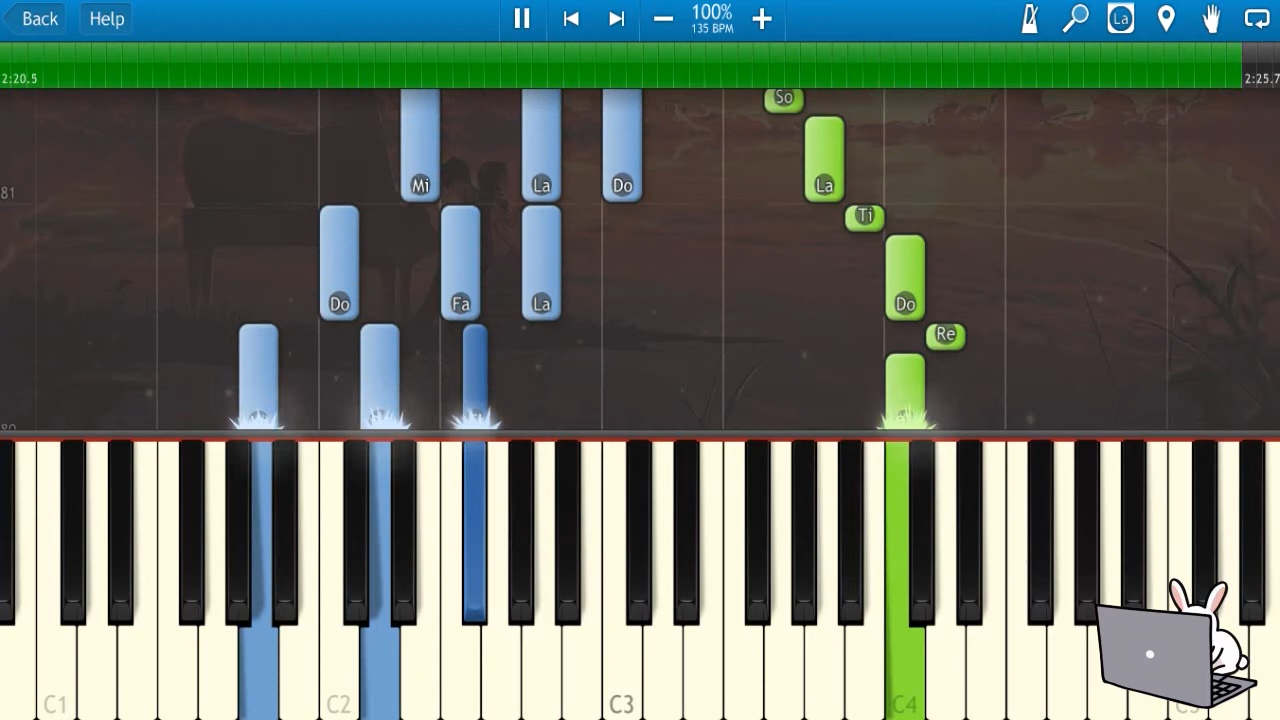 Back
Help
100%
135 BPM
La
2:20.5
2:25.7
So
Mi
La
Do
La
81
Ti
Do
Fa
La
Do
Re
80
C1
C2
C3
C4